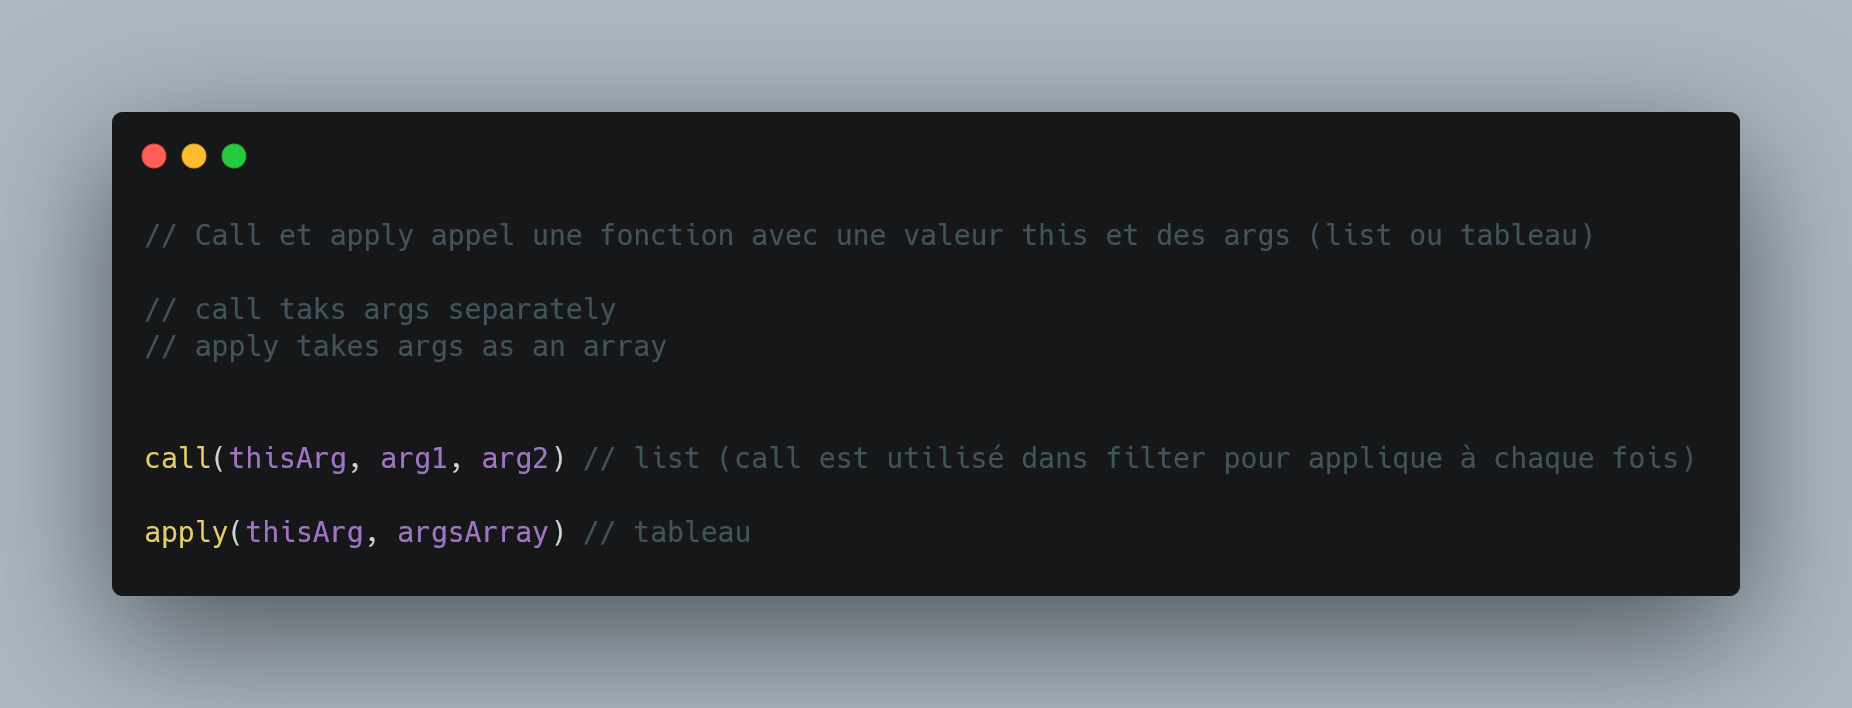 // Call et apply appel une fonction avec une valeur this et des args (list ou tableau)
// call taks args separately
// apply takes args as an array
call(thisArg, arg1, arg2) // list (call est utilisé dans filter pour applique à chaque fois)
apply(thisArg, argsArray) // tableau